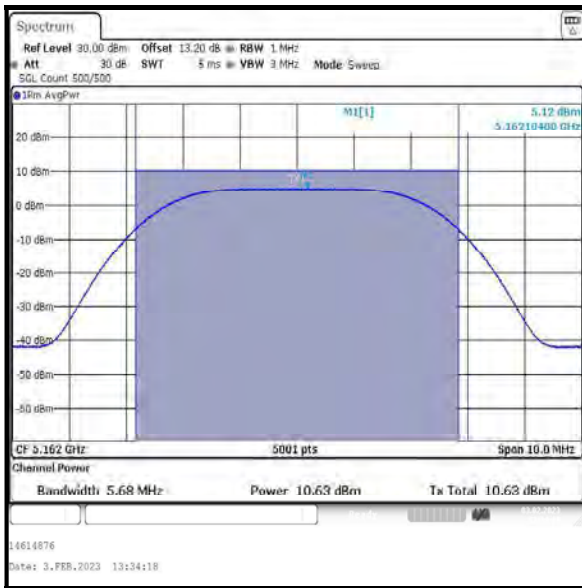 Spectrum
Ref Level 30.00 dBm Offset 13.20 dB RBW 1 MHz
Att 30 dB SWT 5 ms VBW 3 MHz Mode Sweep
SGL Count 500/500
1Rm AvgPwr
M1[1] 5.12 dBm
5.16210400 GHz
20 dBm
10 dBm
0 dBm
-10 dBm
-20 dBm
-30 dBm
-40 dBm
-50 dBm
CF 5.162 GHz 5001 pts Span 10.0 MHz
Channel Power
Bandwidth 5.68 MHz Power 10.63 dBm Tx Total 10.63 dBm
14614876
Date: 3.FEB.2023 13:34:18